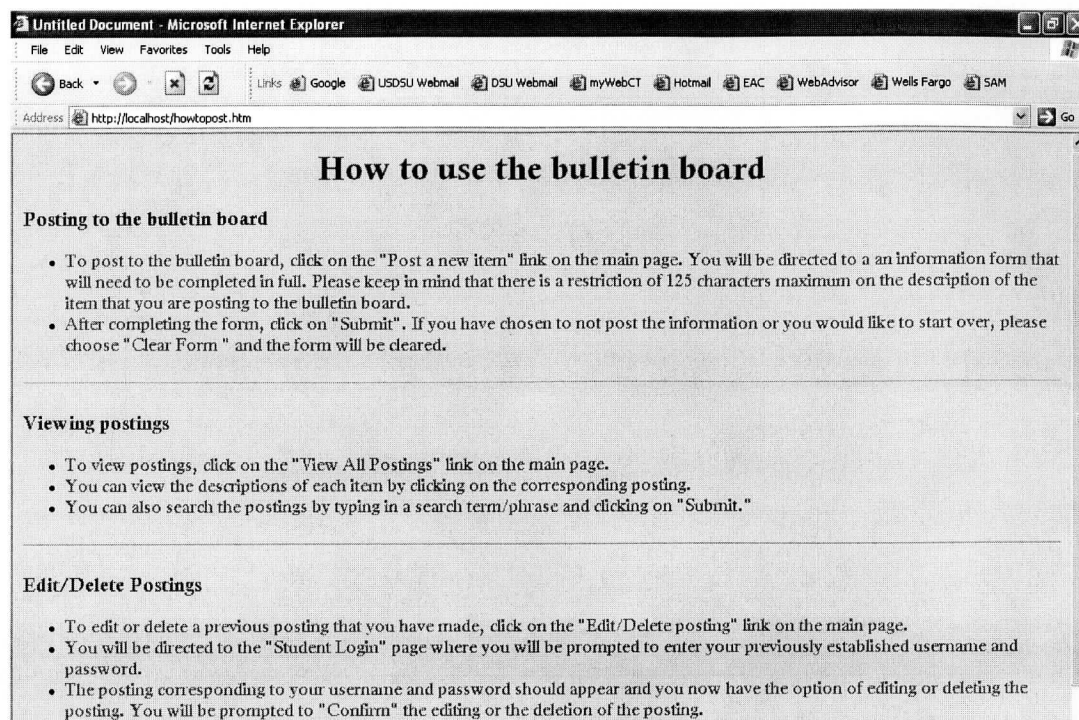 Untitled Document - Microsoft Internet Explorer
File Edit View Favorites Tools Help
Back Links Google USDSU Webmail DSU Webmail myWebCT Hotmail EAC WebAdvisor Wells Fargo SAM
Address http://localhost/howtopost.htm Go
How to use the bulletin board
Posting to the bulletin board
• To post to the bulletin board, click on the "Post a new item" link on the main page. You will be directed to a an information form that
will need to be completed in full. Please keep in mind that there is a restriction of 125 characters maximum on the description of the
item that you are posting to the bulletin board.
• After completing the form, click on "Submit". If you have chosen to not post the information or you would like to start over, please
choose "Clear Form " and the form will be cleared.
Viewing postings
• To view postings, click on the "View All Postings" link on the main page.
• You can view the descriptions of each item by clicking on the corresponding posting.
• You can also search the postings by typing in a search term/phrase and clicking on "Submit."
Edit/Delete Postings
• To edit or delete a previous posting that you have made, click on the "Edit/Delete posting" link on the main page.
• You will be directed to the "Student Login" page where you will be prompted to enter your previously established username and
password.
• The posting corresponding to your username and password should appear and you now have the option of editing or deleting the
posting. You will be prompted to "Confirm" the editing or the deletion of the posting.